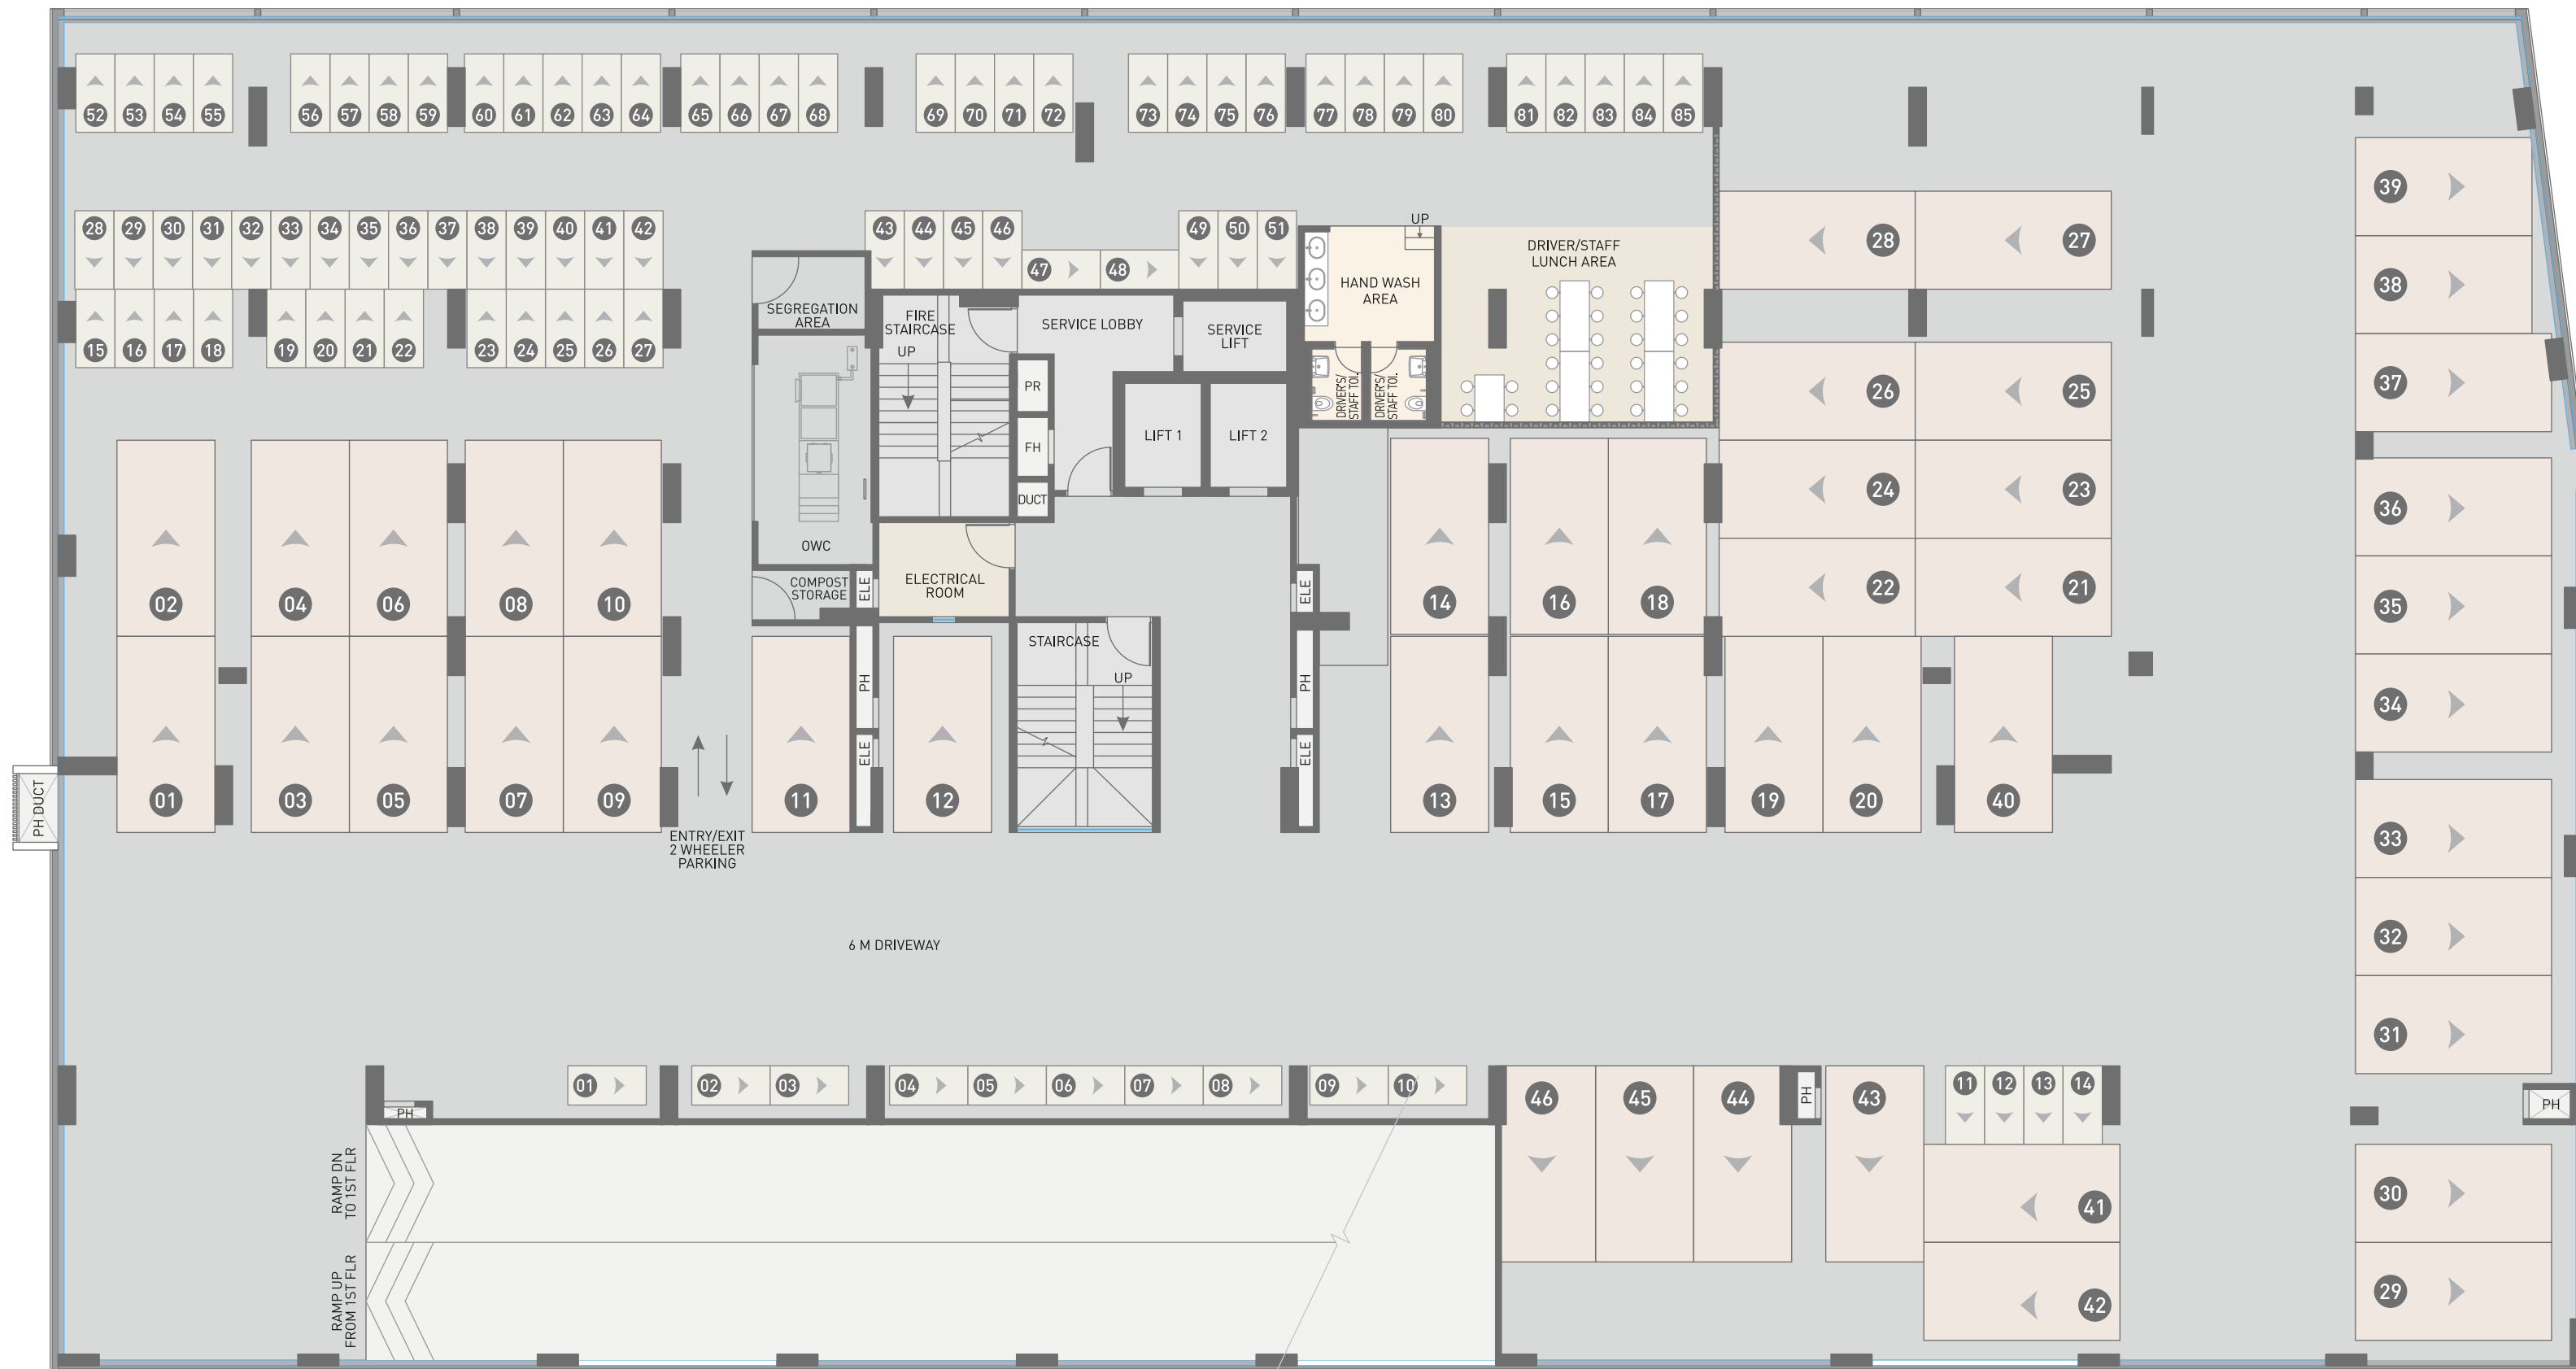 52 53 54 55 56 57 58 59 60 61 62 63 64 65 66 67 68 69 70 71 72 73 74 75 76 77 78 79 80 81 82 83 84 85
28 29 30 31 32 33 34 35 36 37 38 39 40 41 42 43 44 45 46 49 50 51
47 48
15 16 17 18 19 20 21 22 23 24 25 26 27
SEGREGATION
AREA
FIRE
STAIRCASE
UP
SERVICE LOBBY
SERVICE
LIFT
UP
HAND WASH
AREA
DRIVER/STAFF
LUNCH AREA
DRIVER'S/
STAFF TOI.
DRIVER'S/
STAFF TOI.
PR
FH
DUCT
LIFT 1
LIFT 2
OWC
COMPOST
STORAGE
ELE
ELECTRICAL
ROOM
ELE
28 27
26 25
24 23
22 21
39
38
37
36
35
34
33
32
31
30
29
02 04 06 08 10
14 16 18
PH
STAIRCASE
UP
PH
ELE
ELE
01 03 05 07 09 11 12 13 15 17 19 20 40
PH DUCT
ENTRY/EXIT
2 WHEELER
PARKING
6 M DRIVEWAY
01 02 03 04 05 06 07 08 09 10
46 45 44 43
PH
11 12 13 14
PH
PH
41
42
RAMP DN
TO 1ST FLR
RAMP UP
FROM 1ST FLR